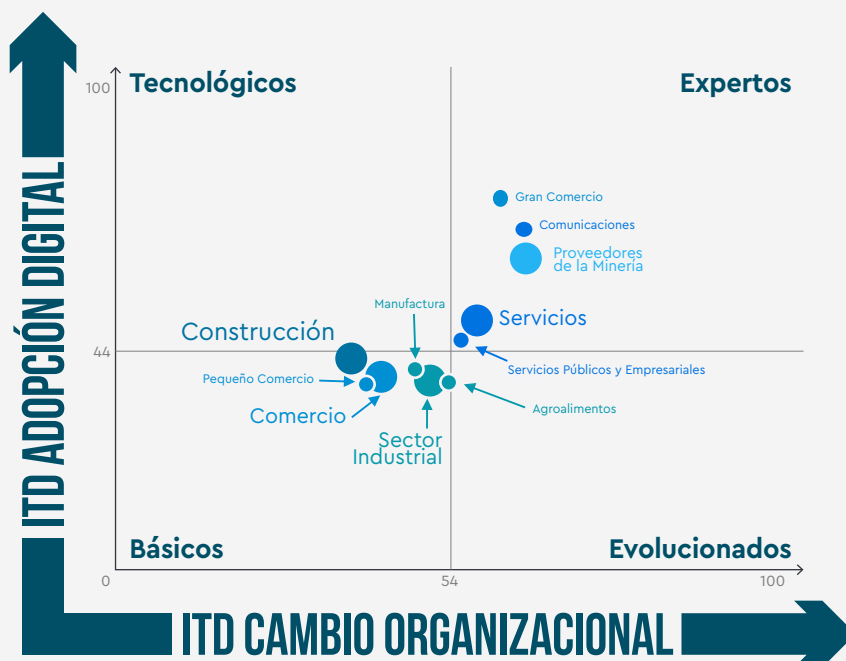 100
Tecnológicos
Expertos
ITD ADOPCIÓN DIGITAL
Gran Comercio
Comunicaciones
Proveedores
de la Minería
Manufactura
Servicios
Construcción
44
Servicios Públicos y Empresariales
Pequeño Comercio
Agroalimentos
Comercio
Sector
Industrial
Básicos
Evolucionados
0
54
100
ITD CAMBIO ORGANIZACIONAL